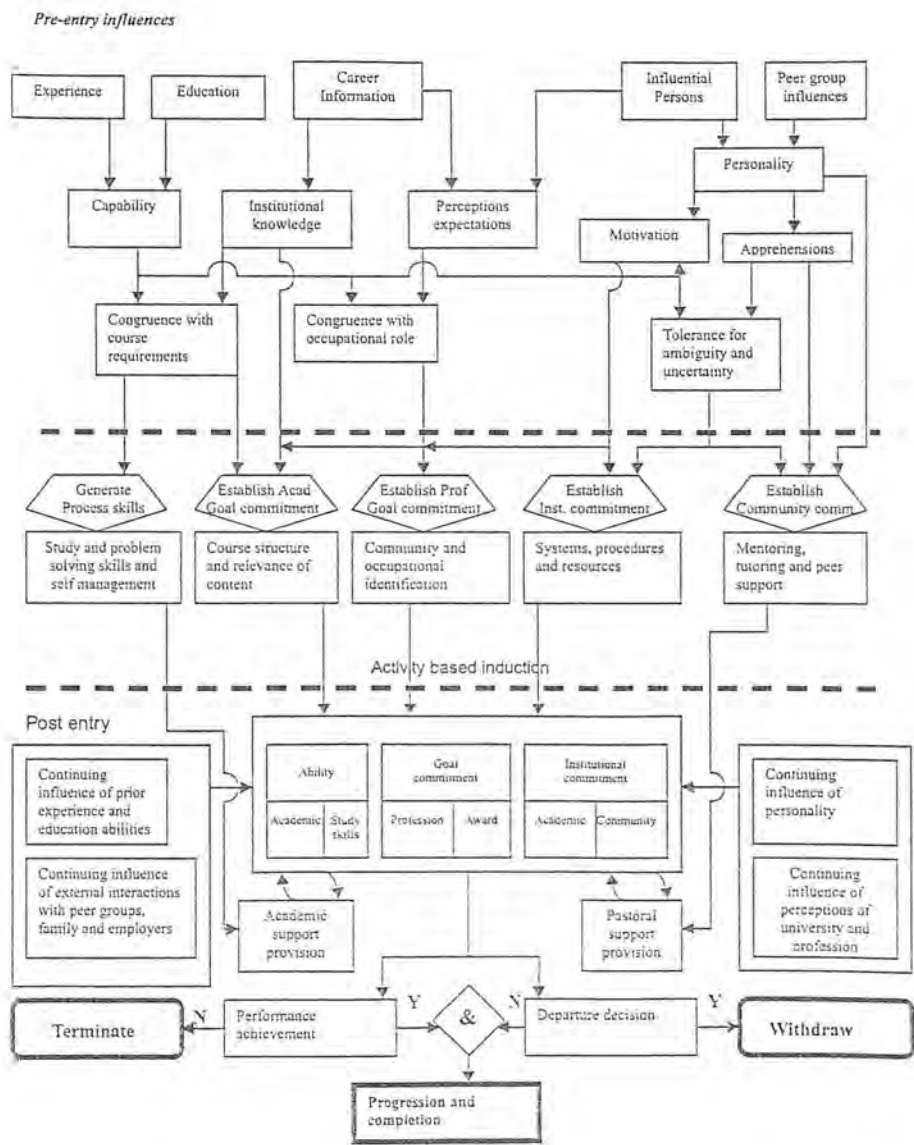 Pre-entry influences
Experience
Education
Career
Information
Influential
Persons
Peer group
influences
Personality
Capability
Institutional
knowledge
Perceptions
expectations
Motivation
Apprehensions
Congruence with
course
requirements
Congruence with
occupational role
Tolerance for
ambiguity and
uncertainty
Generate
Process skills
Establish Acad
Goal commitment
Establish Prof
Goal commitment
Establish
Inst. commitment
Establish
Community comm.
Study and problem
solving skills and
self management
Course structure
and relevance of
content
Community and
occupational
identification
Systems, procedures
and resources
Mentoring,
tutoring and peer
support
Activity based induction
Post entry
Continuing
influence of prior
experience and
education abilities
Continuing influence
of external interactions
with peer groups,
family and employers
Ability
Academic
Study
skills
Goal
commitment
Profession
Award
Institutional
commitment
Academic
Community
Continuing
influence of
personality
Continuing
influence of
perceptions of
university and
profession
Academic
support
provision
Pastoral
support
provision
Terminate
N
Performance
achievement
Y
&
N
Departure decision
Y
Withdraw
Progression and
completion